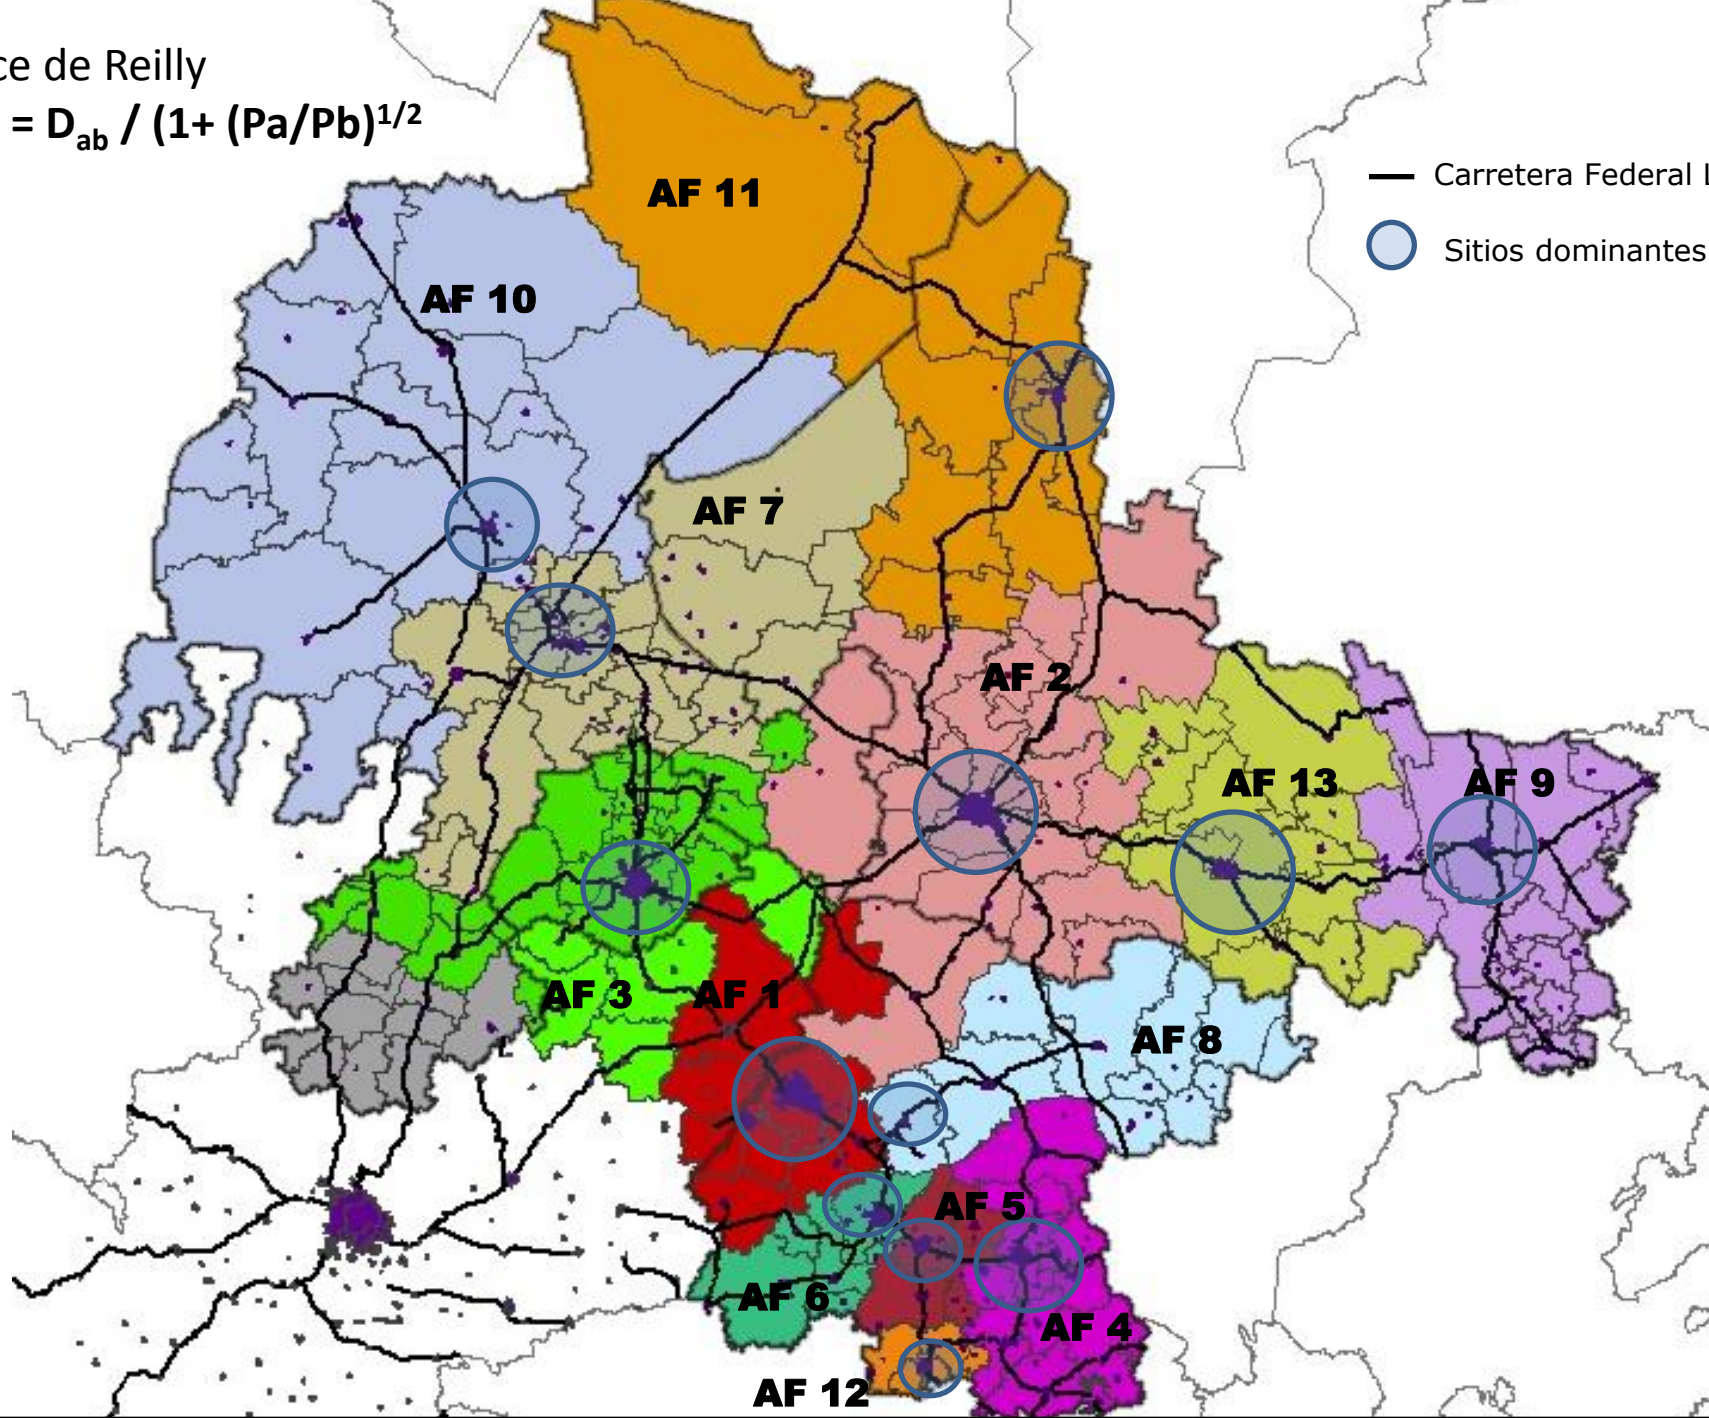 ce de Reilly
= Dab / (1+ (Pa/Pb)1/2
Carretera Federal L
Sitios dominantes
AF 11
AF 10
AF 7
AF 2
AF 13
AF 9
AF 3
AF 1
AF 8
AF 5
AF 6
AF 4
AF 12